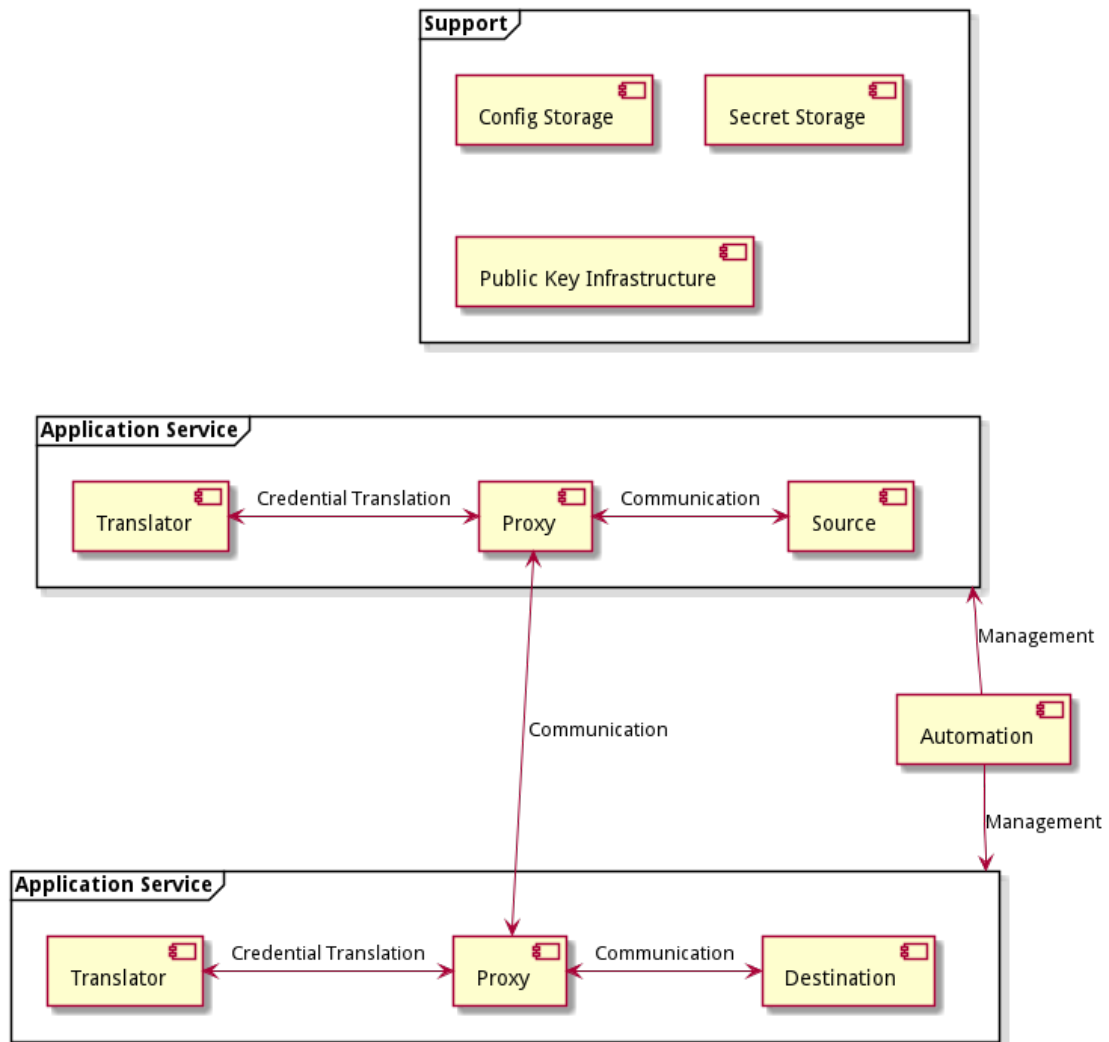 Support
Config Storage
Secret Storage
Public Key Infrastructure
Application Service
Translator
Credential Translation
Proxy
Communication
Source
Management
Communication
Automation
Management
Application Service
Translator
Credential Translation
Proxy
Communication
Destination